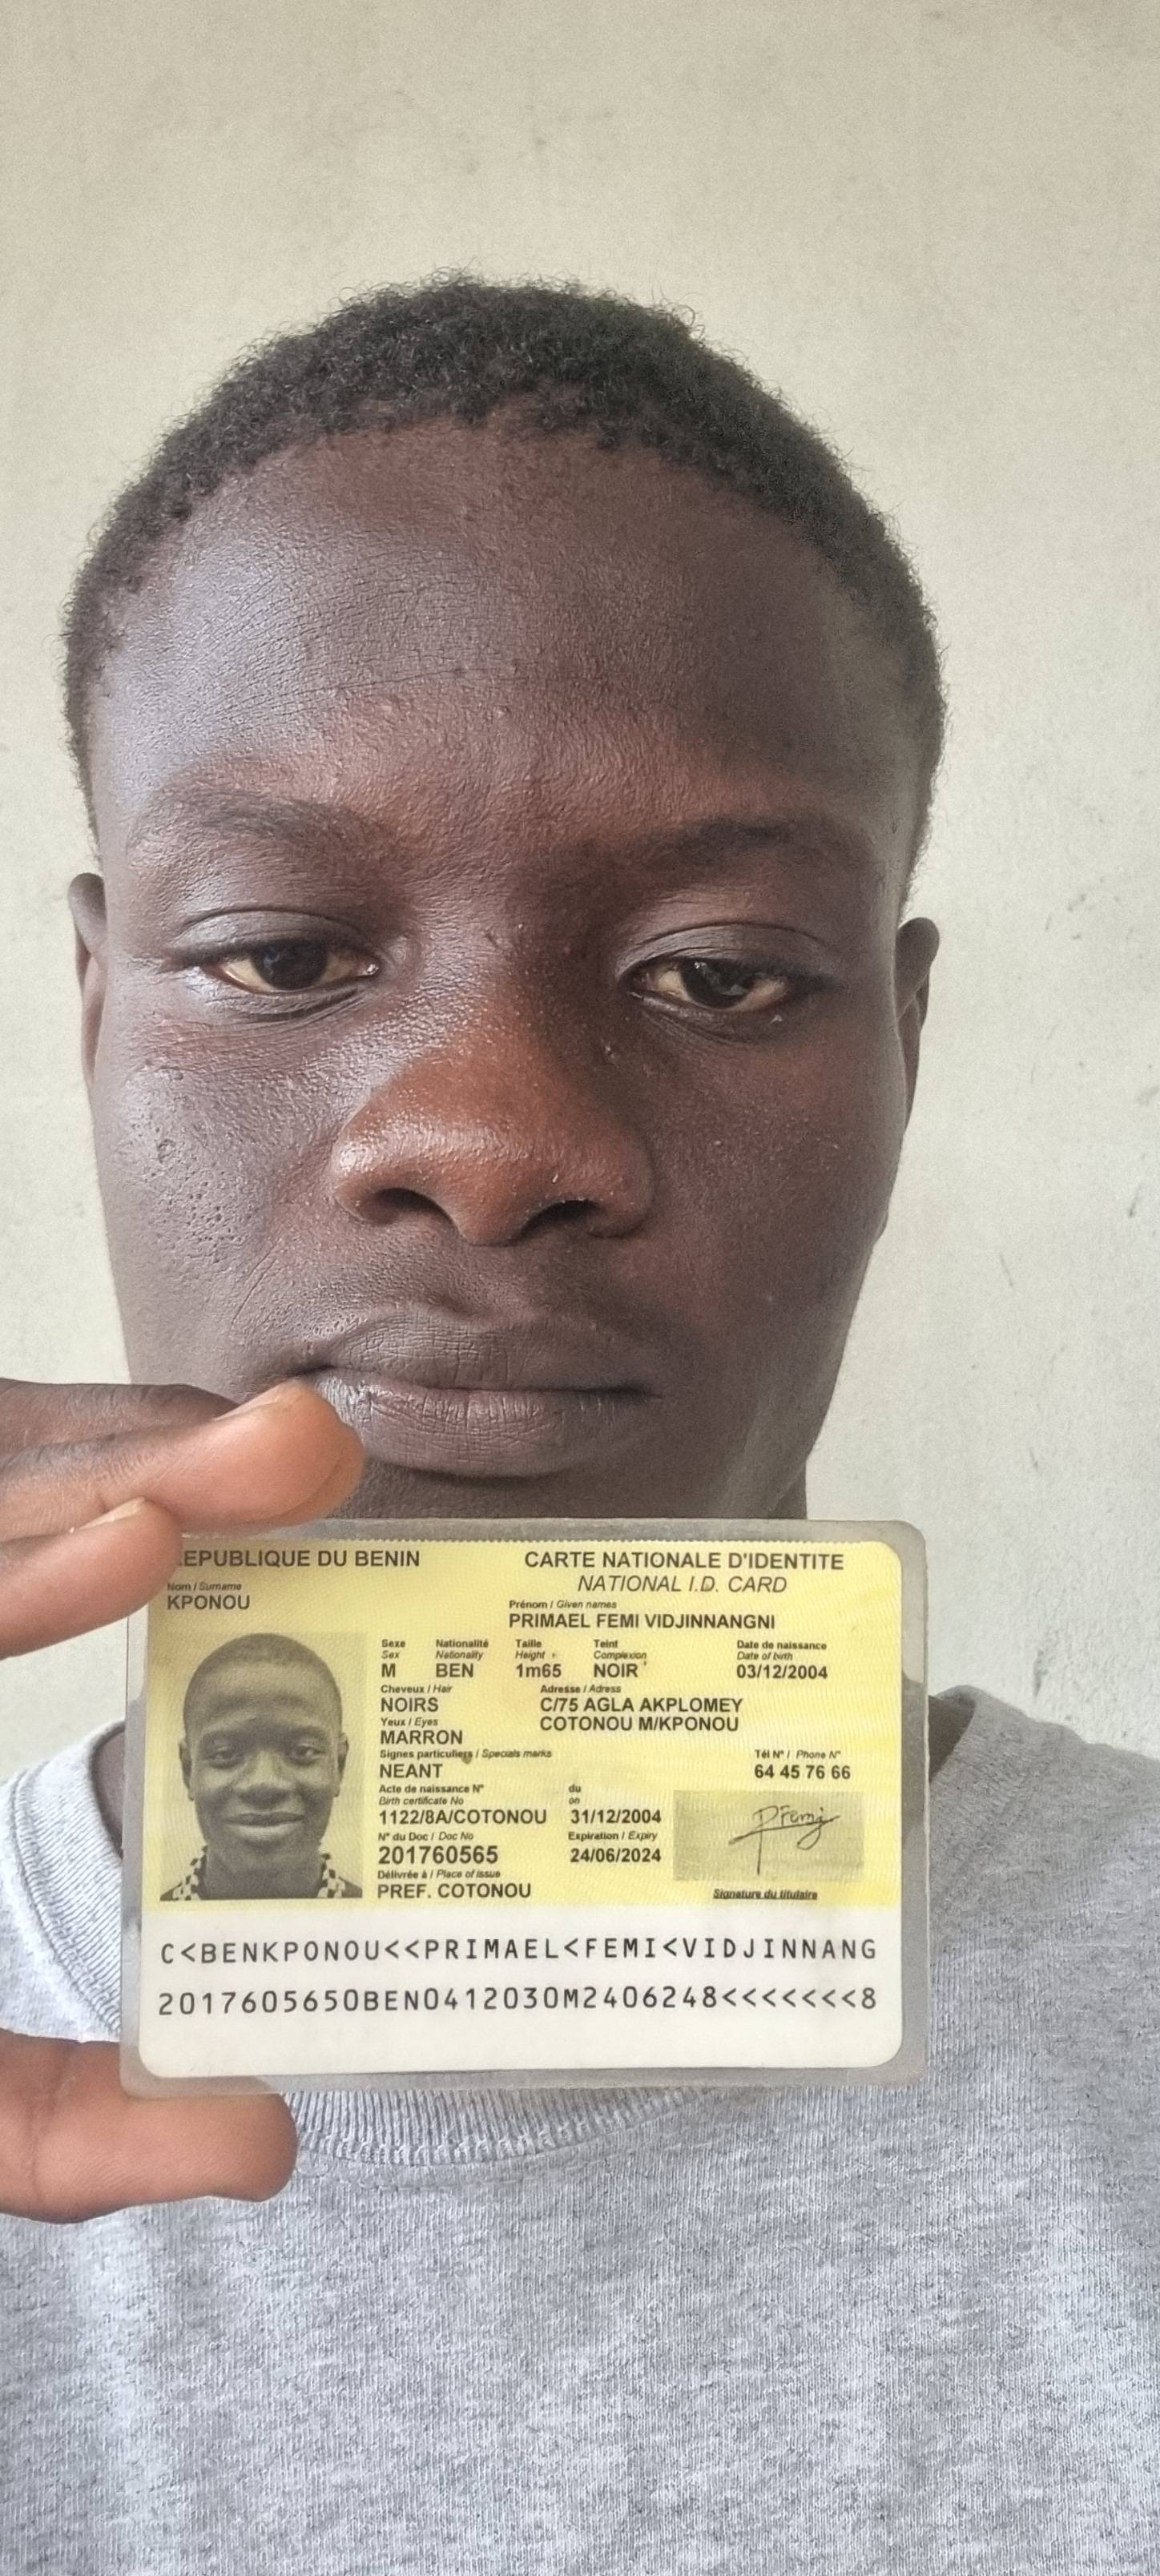 REPUBLIQUE DU BENIN
CARTE NATIONALE D'IDENTITE
NATIONAL I.D. CARD
Nom / Surname
KPONOU
Prénom / Given names
PRIMAEL FEMI VIDJINNANGNI
Sexe Nationalité Taille Teint Date de naissance
Sex Nationality Height Complexion Date of birth
M BEN 1m65 NOIR 03/12/2004
Cheveux / Hair Adresse / Adress
NOIRS C/75 AGLA AKPLOMEY
Yeux / Eyes COTONOU M/KPONOU
MARRON
Signes particuliers / Specials marks Tél N° / Phone N°
NEANT 64 45 76 66
Acte de naissance N° du
Birth certificate No on
1122/8A/COTONOU 31/12/2004
N° du Doc / Doc No Expiration / Expiry
201760565 24/06/2024
Délivrée à / Place of issue
PREF. COTONOU
PFemi
Signature du titulaire
C<BENKPONOU<<PRIMAEL<FEMI<VIDJINNANG
2017605650BEN0412030M2406248<<<<<<<8